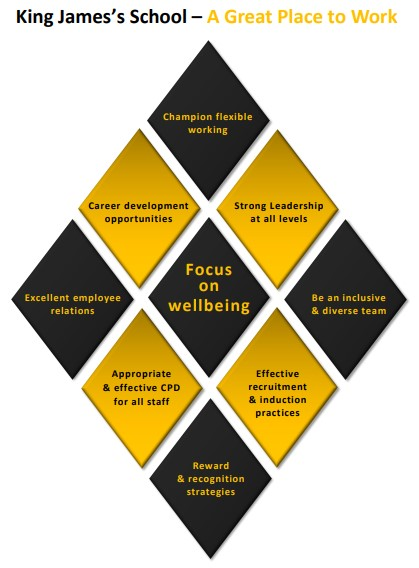 King James's School – A Great Place to Work
Champion flexible
working
Career development
opportunities
Strong Leadership
at all levels
Excellent employee
relations
Focus
on
wellbeing
Be an inclusive
& diverse team
Appropriate
& effective CPD
for all staff
Effective
recruitment
& induction
practices
Reward
& recognition
strategies